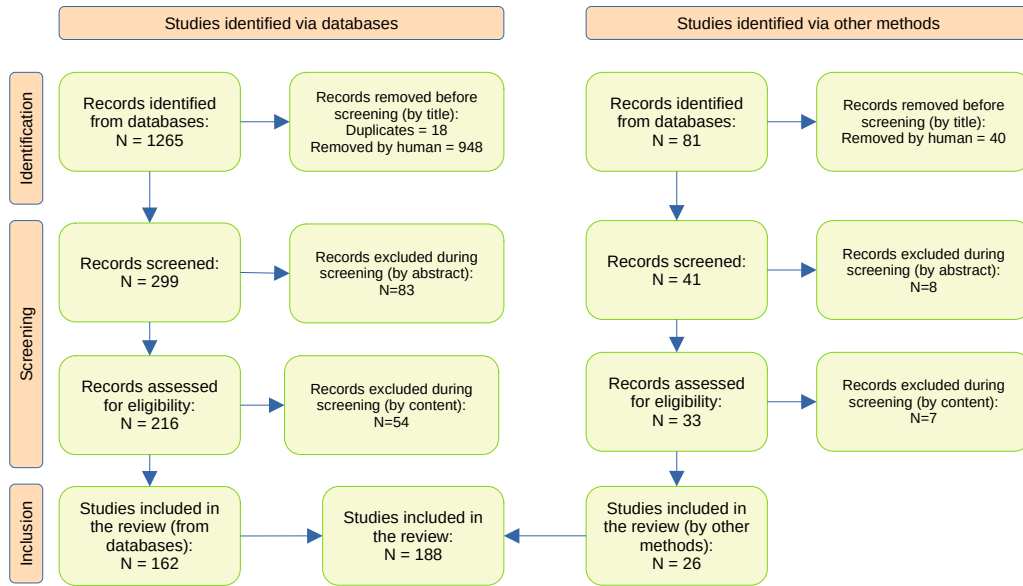 Studies identified via databases
Studies identified via other methods
Identification
Records identified
from databases:
N = 1265
Records removed before
screening (by title):
Duplicates = 18
Removed by human = 948
Records identified
from databases:
N = 81
Records removed before
screening (by title):
Removed by human = 40
Screening
Records screened:
N = 299
Records excluded during
screening (by abstract):
N=83
Records screened:
N = 41
Records excluded during
screening (by abstract):
N=8
Records assessed
for eligibility:
N = 216
Records excluded during
screening (by content):
N=54
Records assessed
for eligibility:
N = 33
Records excluded during
screening (by content):
N=7
Inclusion
Studies included in
the review (from
databases):
N = 162
Studies included in
the review:
N = 188
Studies included in
the review (by other
methods):
N = 26